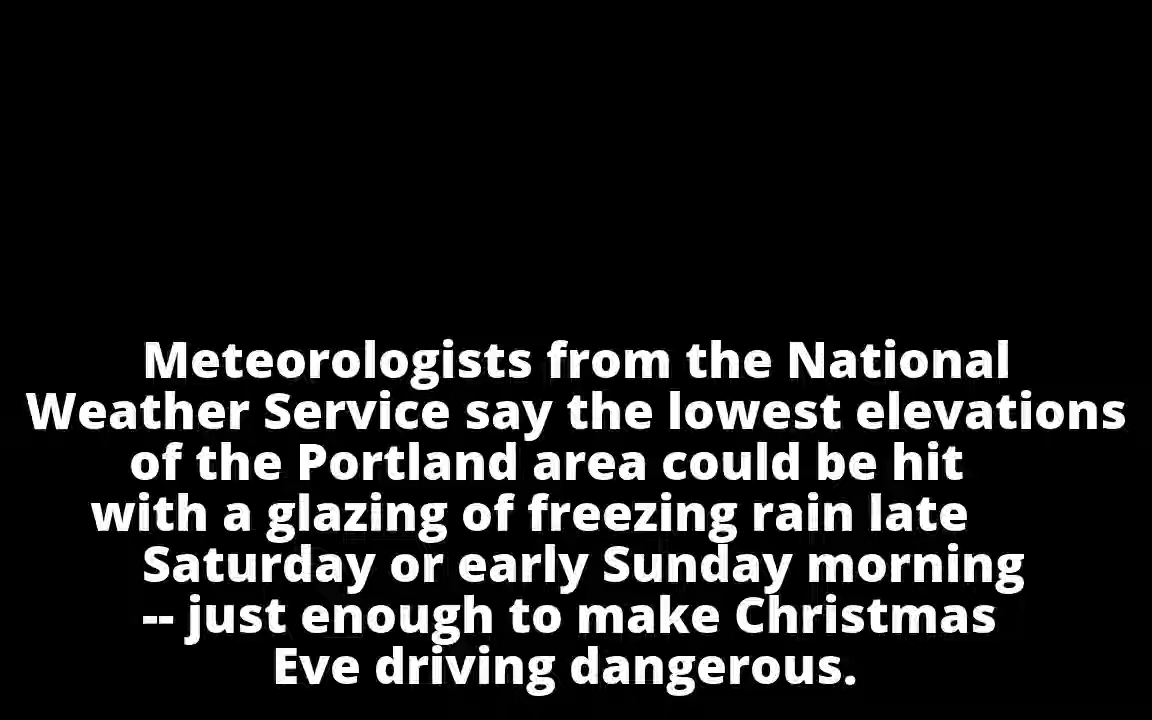 Meteorologists from the National
Weather Service say the lowest elevations
of the Portland area could be hit
with a glazing of freezing rain late
Saturday or early Sunday morning
-- just enough to make Christmas
Eve driving dangerous.